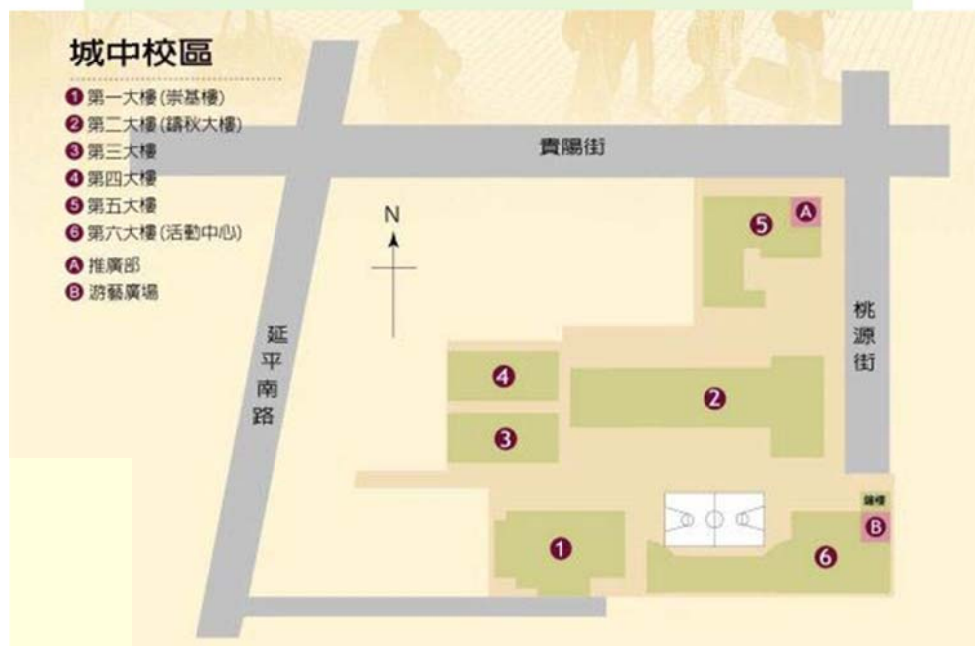 城中校區
❶ 第一大樓(崇基樓)
❷ 第二大樓(鑄秋大樓)
❸ 第三大樓
❹ 第四大樓
❺ 第五大樓
❻ 第六大樓(活動中心)
A 推廣部
B 游藝廣場
貴陽街
N
A
5
桃源街
延平南路
4
2
3
鐘樓
B
1
6